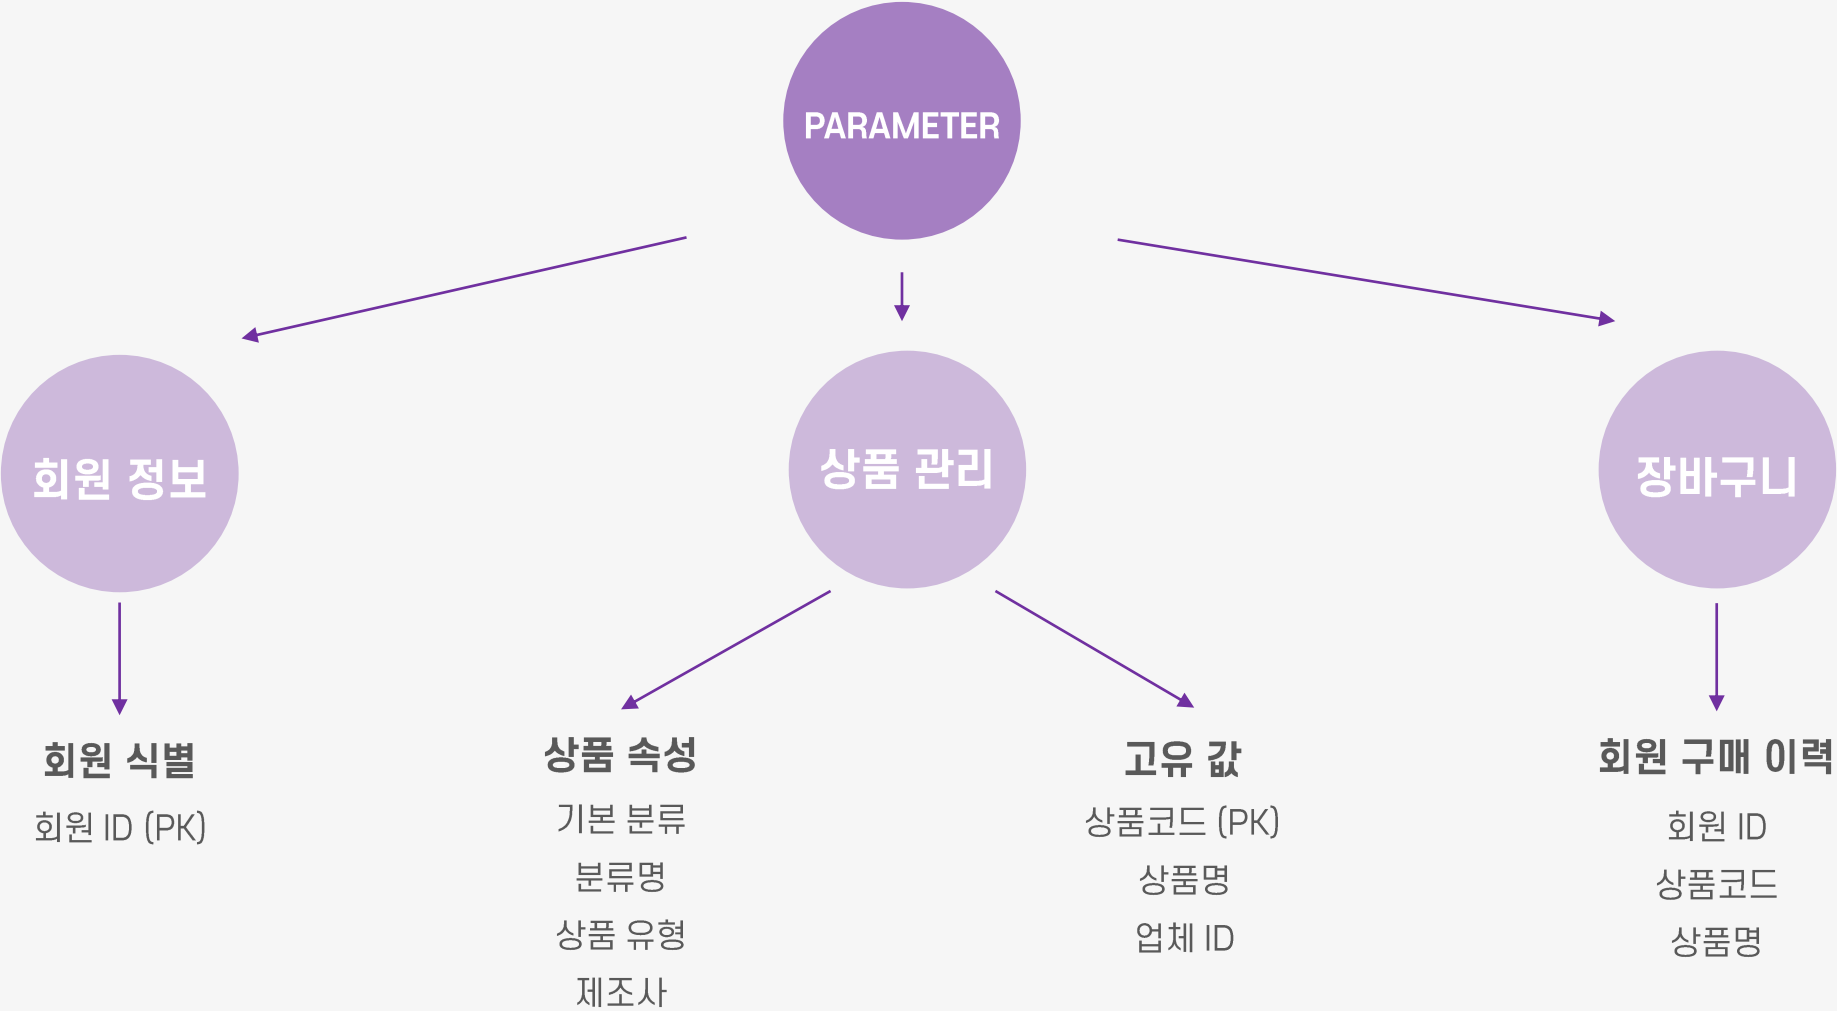 PARAMETER
회원 정보
상품 관리
장바구니
회원 식별
회원 ID (PK)
상품 속성
기본 분류
분류명
상품 유형
제조사
고유 값
상품코드 (PK)
상품명
업체 ID
회원 구매 이력
회원 ID
상품코드
상품명